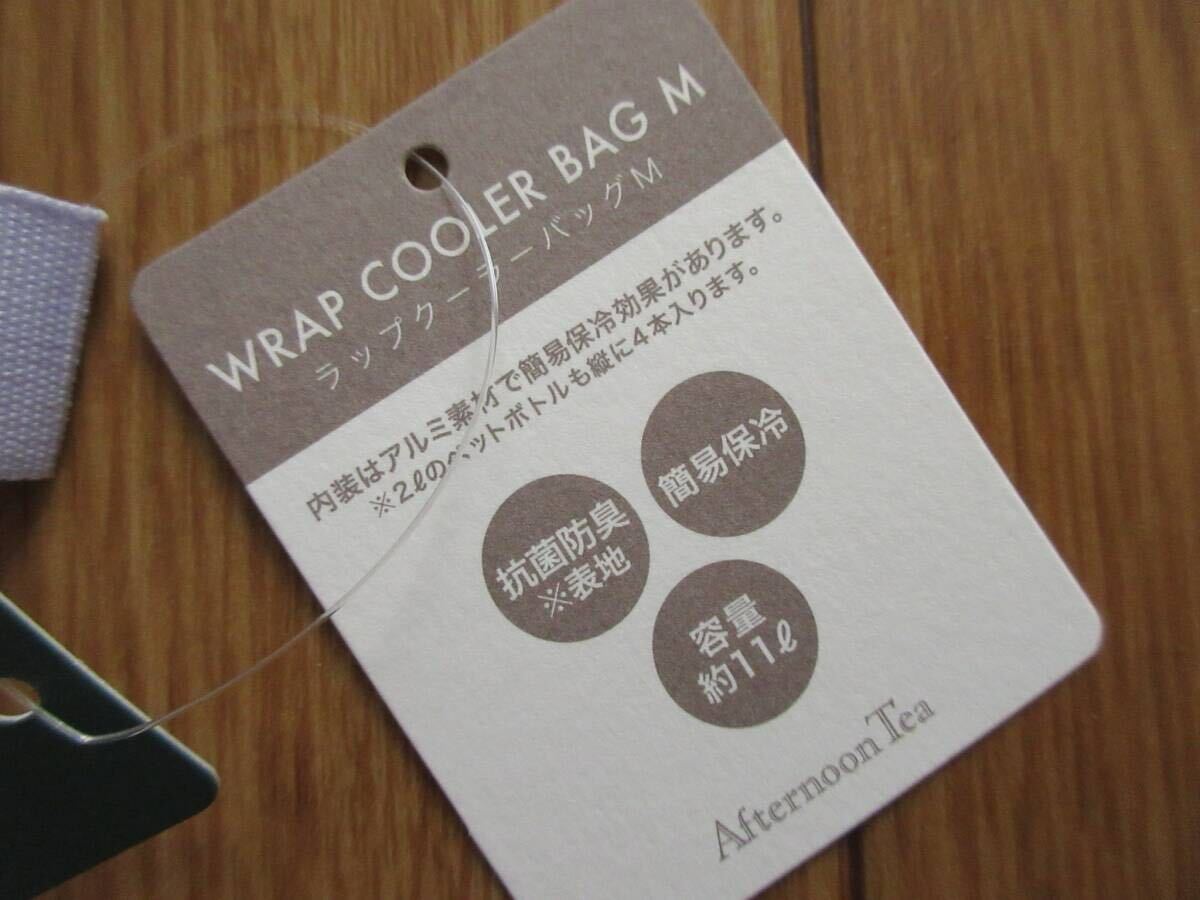 WRAP COOLER BAG M
ラップクーラーバッグM
内装はアルミ素材で簡易保冷効果があります。
※2ℓのペットボトルも縦に4本入ります。
簡易保冷
抗菌防臭
※表地
容量
約11ℓ
Afternoon Tea